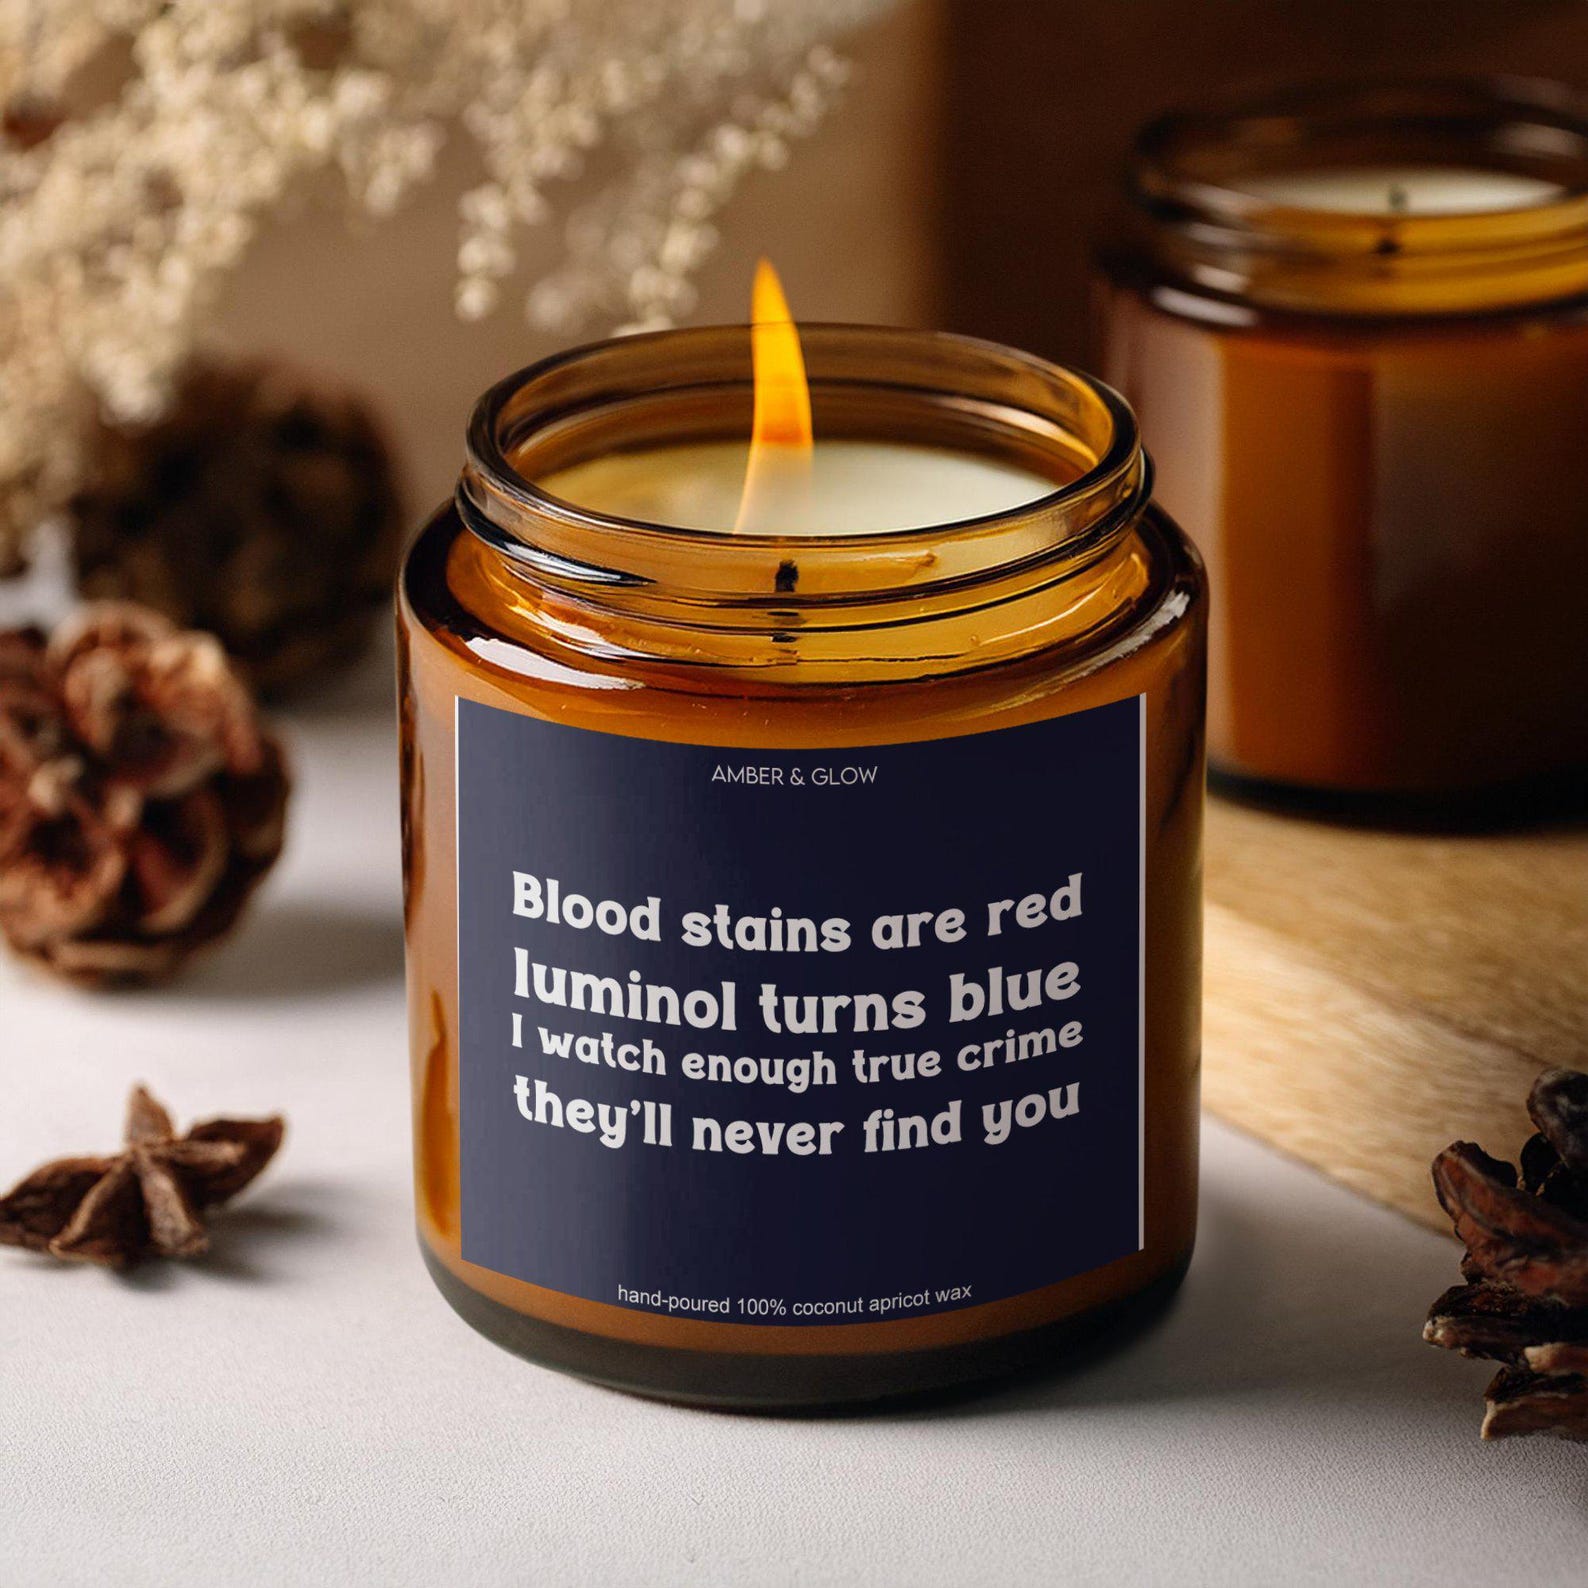 AMBER & GLOW
Blood stains are red
luminol turns blue
I watch enough true crime
they'll never find you
hand-poured 100% coconut apricot wax